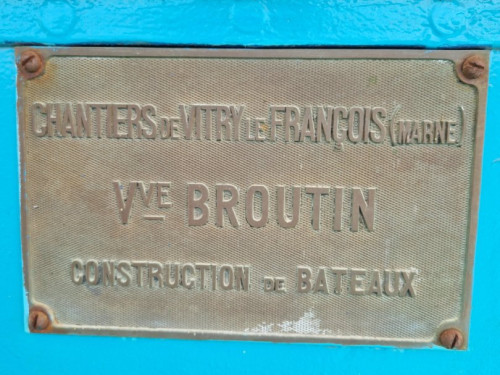 CHANTIERS DE VITRY LE FRANÇOIS (MARNE)
VVE BROUTIN
CONSTRUCTION DE BATEAUX